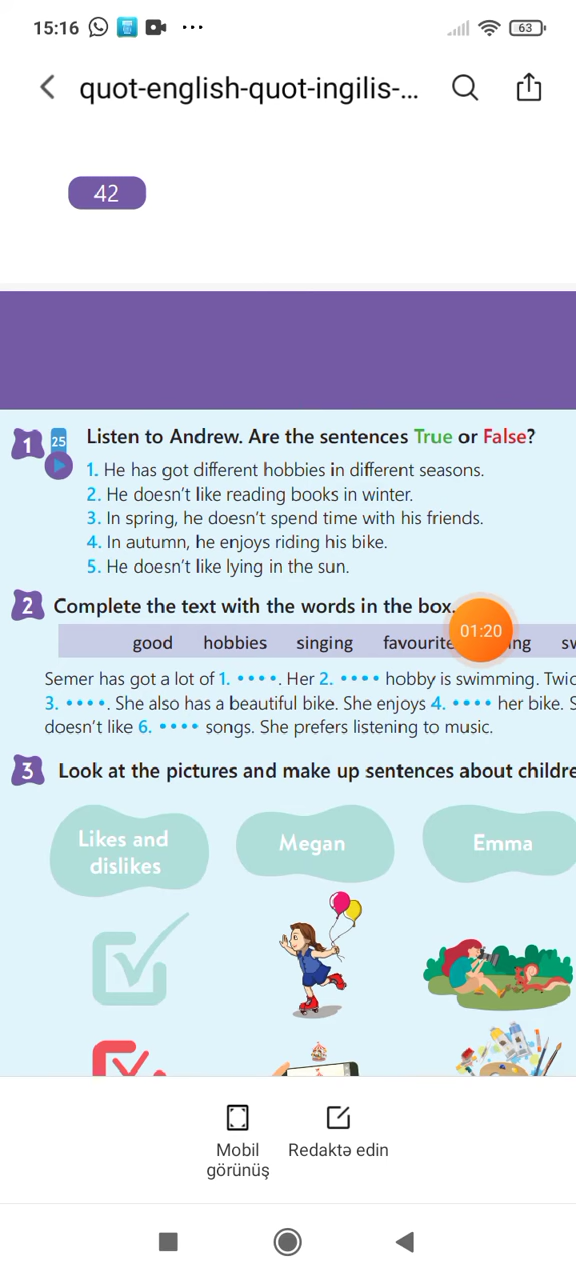 15:16
63
quot-english-quot-ingilis-...
42
1 25 Listen to Andrew. Are the sentences True or False?
1. He has got different hobbies in different seasons.
2. He doesn't like reading books in winter.
3. In spring, he doesn't spend time with his friends.
4. In autumn, he enjoys riding his bike.
5. He doesn't like lying in the sun.
2 Complete the text with the words in the box.
01:20
good hobbies singing favourite
Semer has got a lot of 1. •••• . Her 2. •••• hobby is swimming.
3. •••• . She also has a beautiful bike. She enjoys 4. •••• her bike.
doesn't like 6. •••• songs. She prefers listening to music.
3 Look at the pictures and make up sentences about
Likes and
dislikes
Megan
Emma
Mobil
görünüş
Redaktə edin